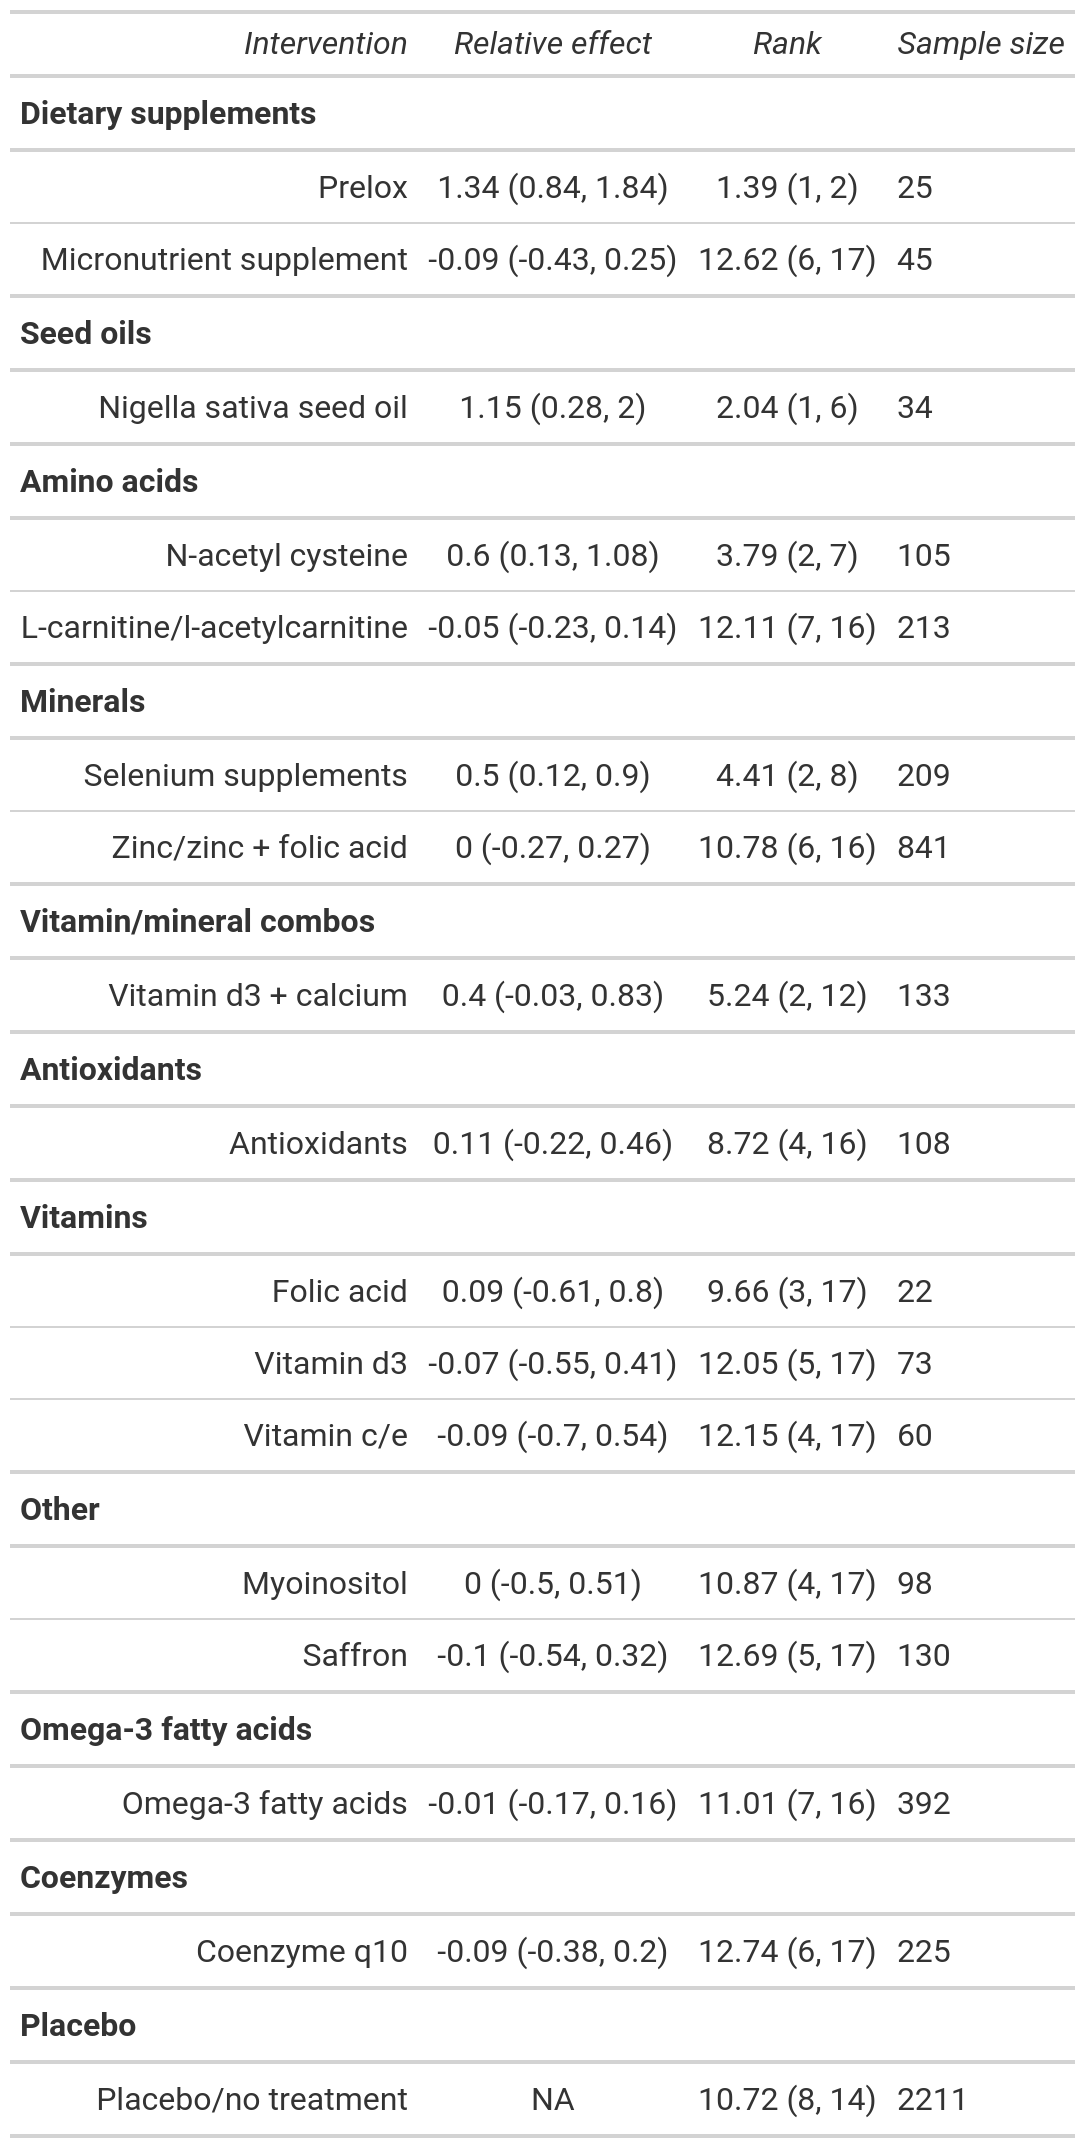 Intervention Relative effect Rank Sample size
Dietary supplements
Prelox 1.34 (0.84, 1.84) 1.39 (1, 2) 25
Micronutrient supplement -0.09 (-0.43, 0.25) 12.62 (6, 17) 45
Seed oils
Nigella sativa seed oil 1.15 (0.28, 2) 2.04 (1, 6) 34
Amino acids
N-acetyl cysteine 0.6 (0.13, 1.08) 3.79 (2, 7) 105
L-carnitine/l-acetylcarnitine -0.05 (-0.23, 0.14) 12.11 (7, 16) 213
Minerals
Selenium supplements 0.5 (0.12, 0.9) 4.41 (2, 8) 209
Zinc/zinc + folic acid 0 (-0.27, 0.27) 10.78 (6, 16) 841
Vitamin/mineral combos
Vitamin d3 + calcium 0.4 (-0.03, 0.83) 5.24 (2, 12) 133
Antioxidants
Antioxidants 0.11 (-0.22, 0.46) 8.72 (4, 16) 108
Vitamins
Folic acid 0.09 (-0.61, 0.8) 9.66 (3, 17) 22
Vitamin d3 -0.07 (-0.55, 0.41) 12.05 (5, 17) 73
Vitamin c/e -0.09 (-0.7, 0.54) 12.15 (4, 17) 60
Other
Myoinositol 0 (-0.5, 0.51) 10.87 (4, 17) 98
Saffron -0.1 (-0.54, 0.32) 12.69 (5, 17) 130
Omega-3 fatty acids
Omega-3 fatty acids -0.01 (-0.17, 0.16) 11.01 (7, 16) 392
Coenzymes
Coenzyme q10 -0.09 (-0.38, 0.2) 12.74 (6, 17) 225
Placebo
Placebo/no treatment NA 10.72 (8, 14) 2211